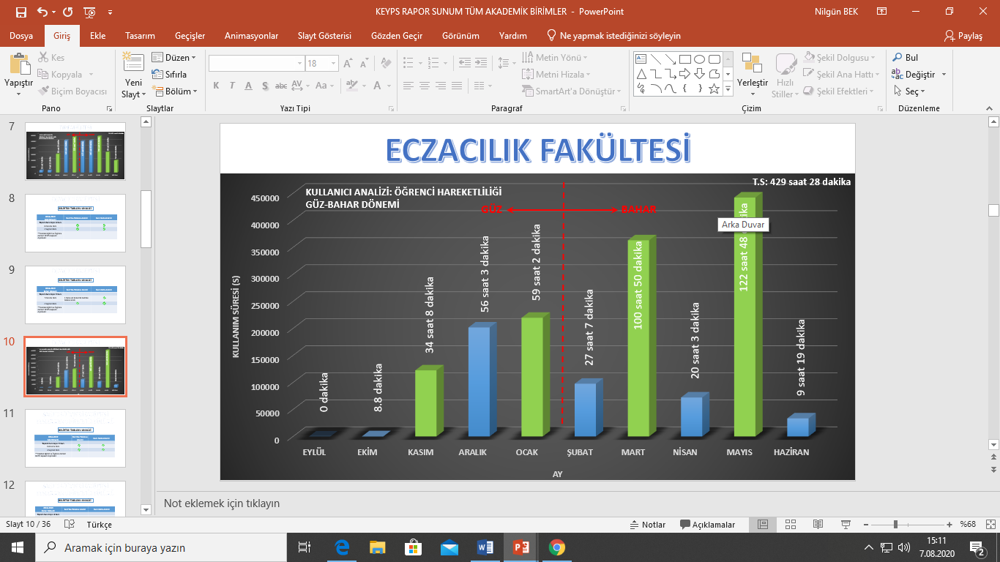 KEYPS RAPOR SUNUM TÜM AKADEMİK BİRİMLER - PowerPoint
Nilgün BEK
Dosya
Giriş
Ekle
Tasarım
Geçişler
Animasyonlar
Slayt Gösterisi
Gözden Geçir
Görünüm
Yardım
Ne yapmak istediğinizi söyleyin
Paylaş
Yapıştır
Kes
Kopyala
Biçim Boyacısı
Pano
Yeni
Slayt
Düzen
Sıfırla
Bölüm
Slaytlar
18
K T A S abc AV Aa
Yazı Tipi
Metin Yönü
Metni Hizala
SmartArt'a Dönüştür
Paragraf
Yerleştir
Hızlı
Stiller
Şekil Dolgusu
Şekil Ana Hattı
Şekil Efektleri
Çizim
Bul
Değiştir
Seç
Düzenleme
7
8
9
10
11
12
ECZACILIK FAKÜLTESİ
T.S: 429 saat 28 dakika
KULLANICI ANALİZİ: ÖĞRENCİ HAREKETLİLİĞİ
GÜZ-BAHAR DÖNEMİ
GÜZ
BAHAR
Arka Duvar
KULLANIM SÜRESİ (S)
450000
400000
350000
300000
250000
200000
150000
100000
50000
0
0 dakika
8.8 dakika
34 saat 8 dakika
56 saat 3 dakika
59 saat 2 dakika
27 saat 7 dakika
100 saat 50 dakika
20 saat 3 dakika
122 saat 48
9 saat 19 dakika
EYLÜL
EKİM
KASIM
ARALIK
OCAK
ŞUBAT
MART
NİSAN
MAYIS
HAZİRAN
AY
Not eklemek için tıklayın
Slayt 10 / 36
Türkçe
Notlar
Açıklamalar
%68
Aramak için buraya yazın
15:11
7.08.2020
2